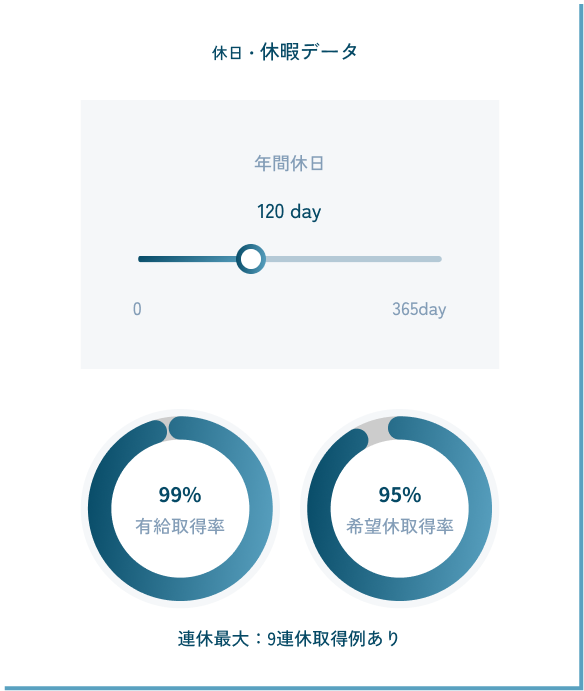 休日・休暇データ
年間休日
120 day
0
365day
99%
有給取得率
95%
希望休取得率
連休最大：9連休取得例あり